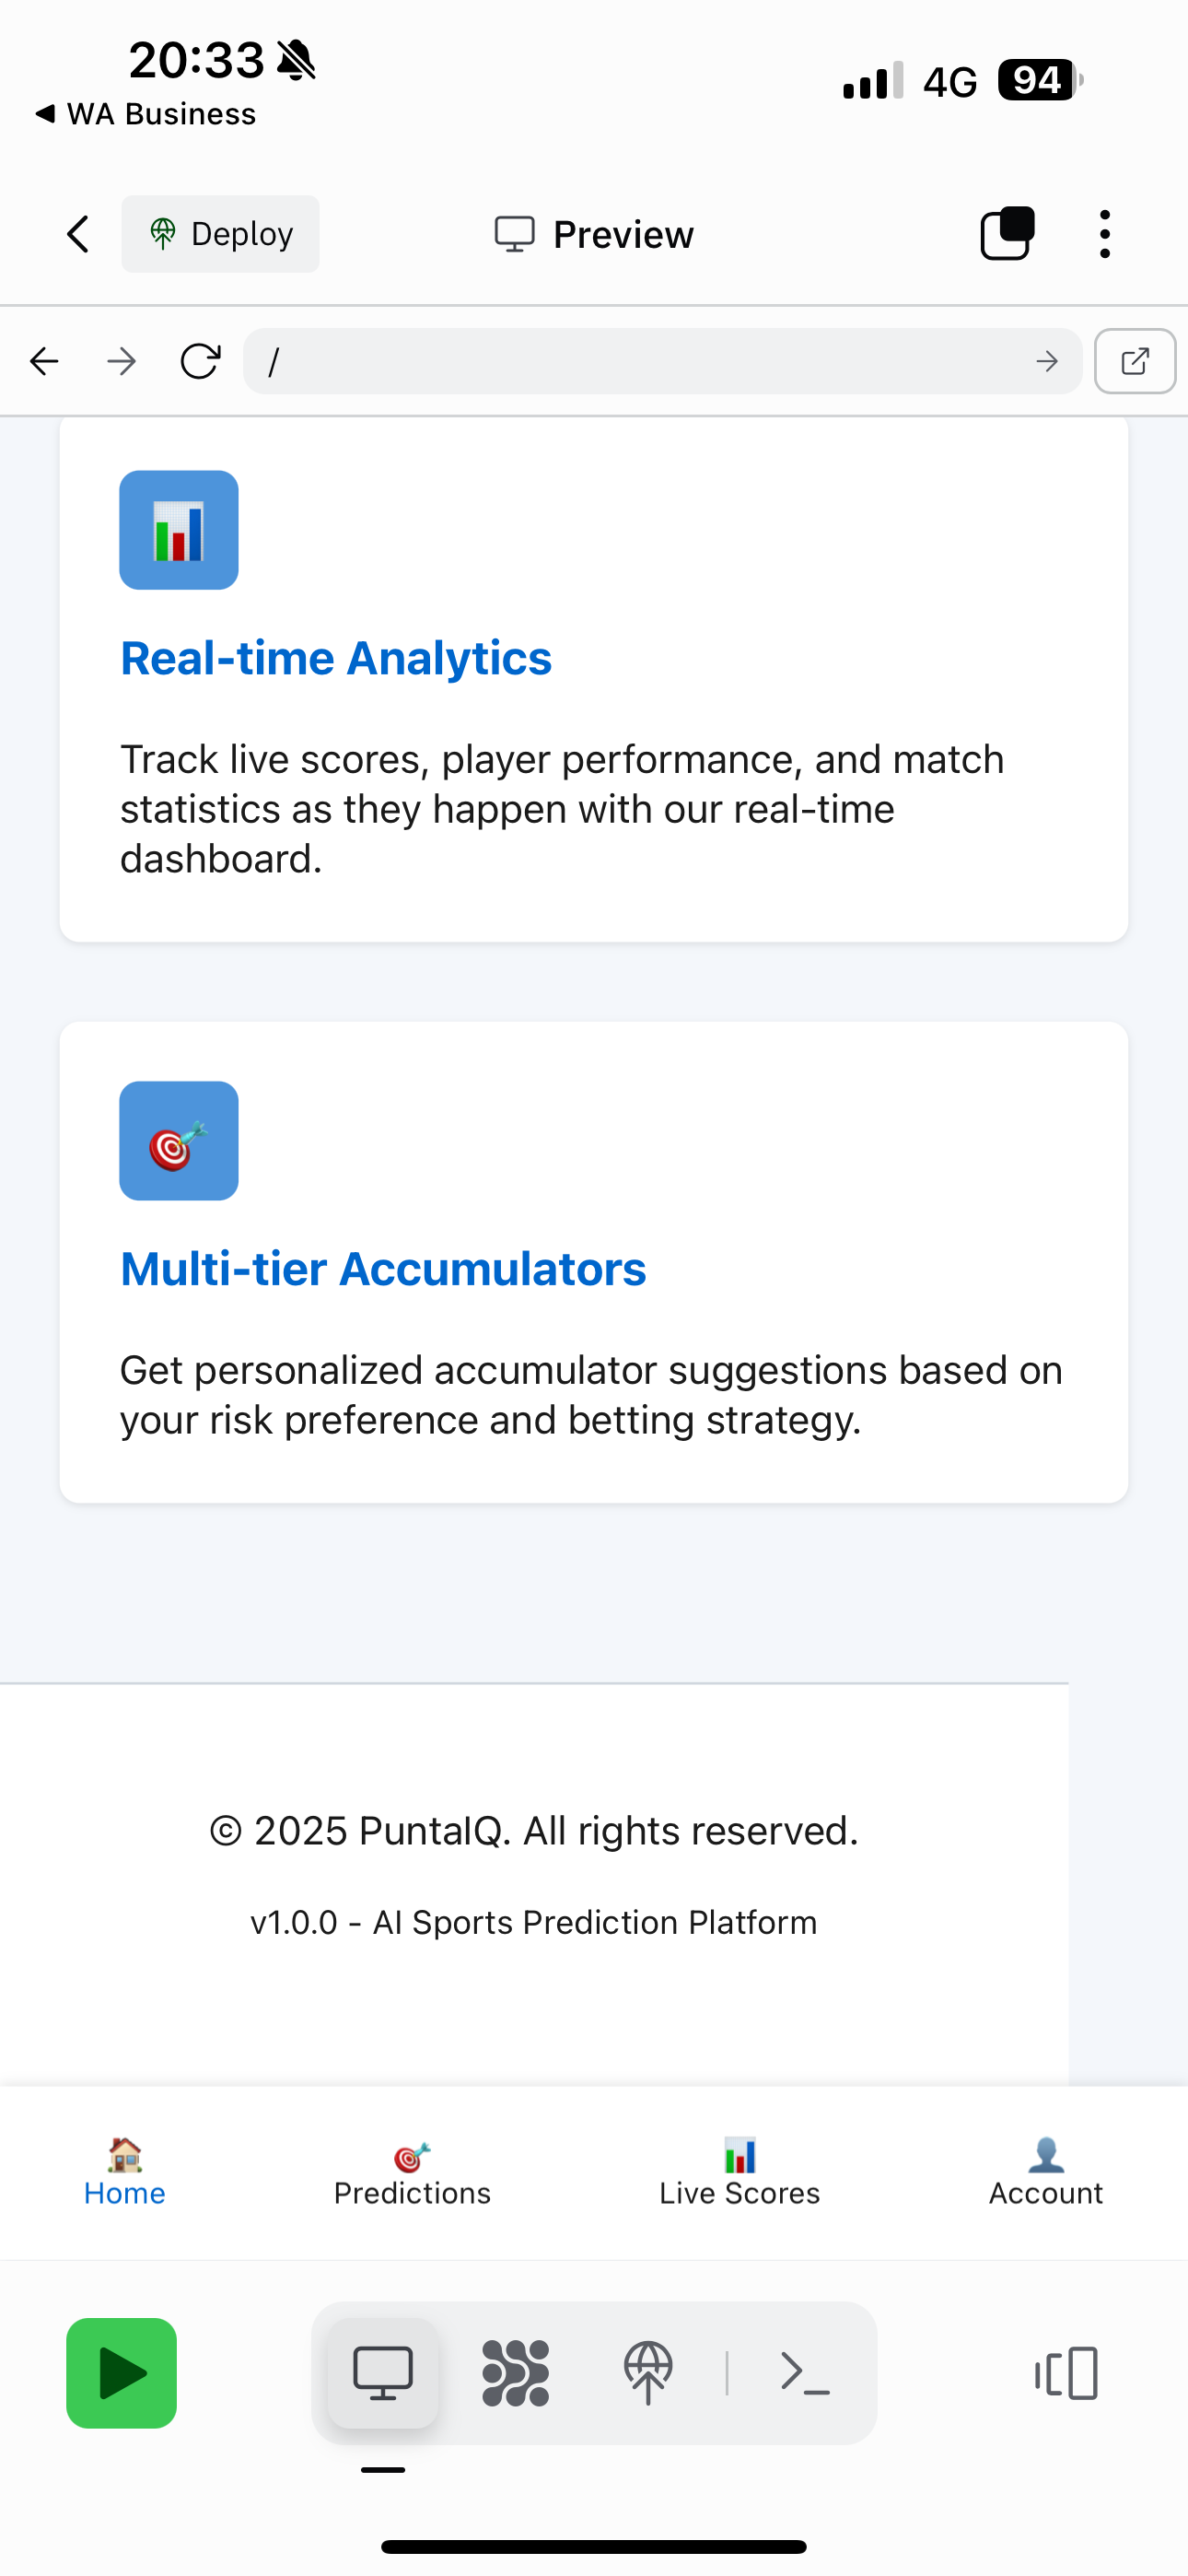 20:33
WA Business
4G
94
Deploy
Preview
/
Real-time Analytics
Track live scores, player performance, and match
statistics as they happen with our real-time
dashboard.
Multi-tier Accumulators
Get personalized accumulator suggestions based on
your risk preference and betting strategy.
© 2025 PuntaIQ. All rights reserved.
v1.0.0 - AI Sports Prediction Platform
Home
Predictions
Live Scores
Account